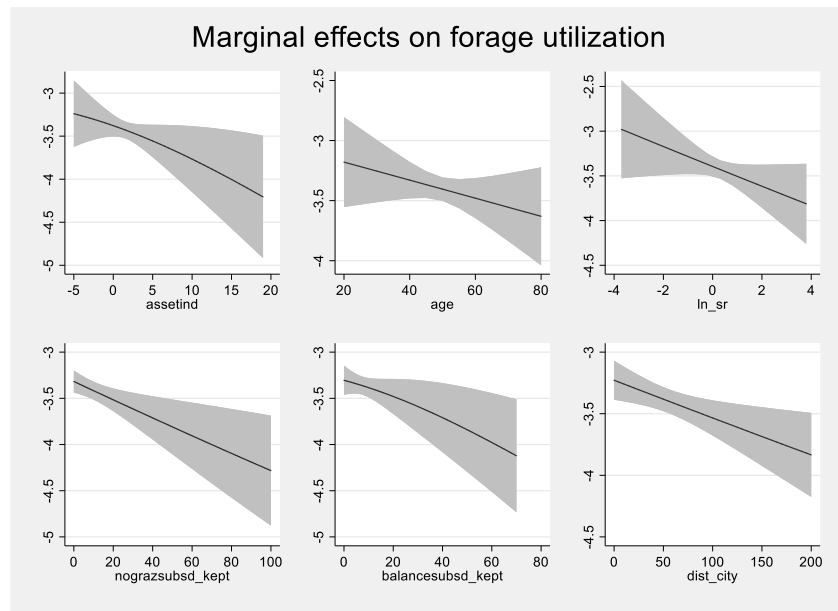 Marginal effects on forage utilization
-3
-3.5
-4
-4.5
-5
-5 0 5 10 15 20
assetind
-2.5
-3
-3.5
-4
20 40 60 80
age
-2.5
-3
-3.5
-4
-4.5
-4 -2 0 2 4
ln_sr
-3
-3.5
-4
-4.5
-5
0 20 40 60 80 100
nograzsubsd_kept
-3
-3.5
-4
-4.5
-5
0 20 40 60 80
balancesubsd_kept
-3
-3.5
-4
-4.5
0 50 100 150 200
dist_city